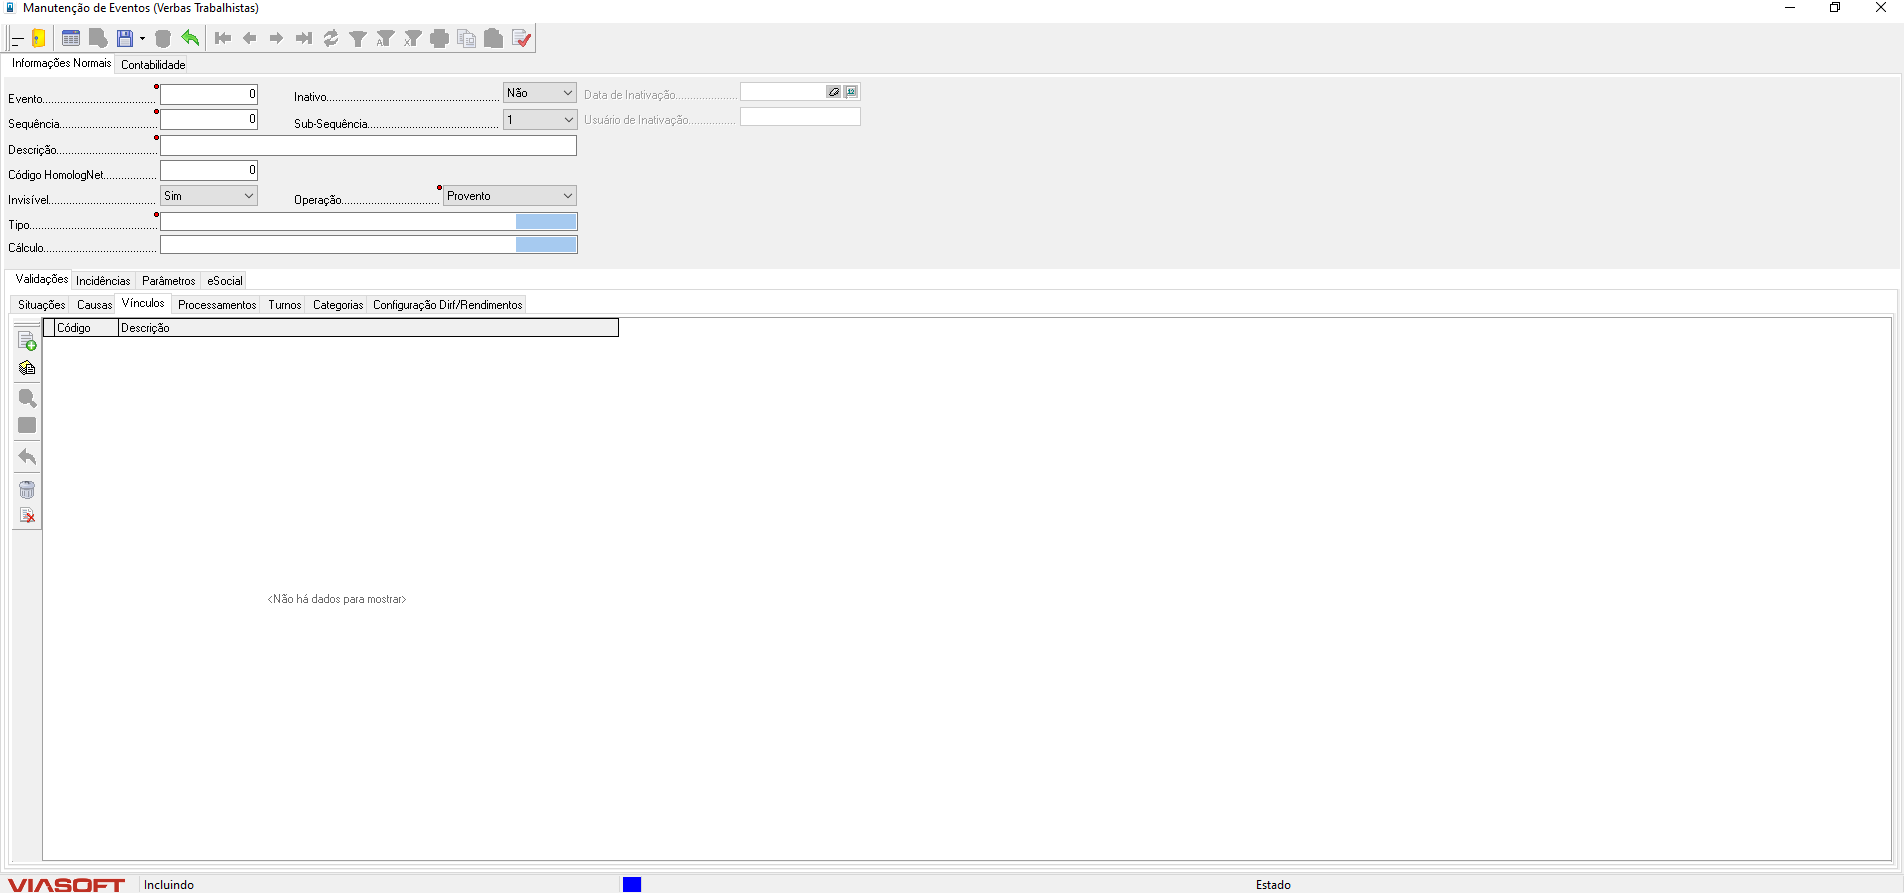 Manutenção de Eventos (Verbas Trabalhistas)
Informações Normais Contabilidade
Evento 0 Inativo Não Data de Inativação
Sequência 0 Sub-Sequência 1 Usuário de Inativação
Descrição
Código HomologNet 0
Invisível Sim Operação Provento
Tipo
Cálculo
Validações Incidências Parâmetros eSocial
Situações Causas Vínculos Processamentos Turnos Categorias Configuração Dirf/Rendimentos
Código Descrição
<Não há dados para mostrar>
VIASOFT Incluindo Estado